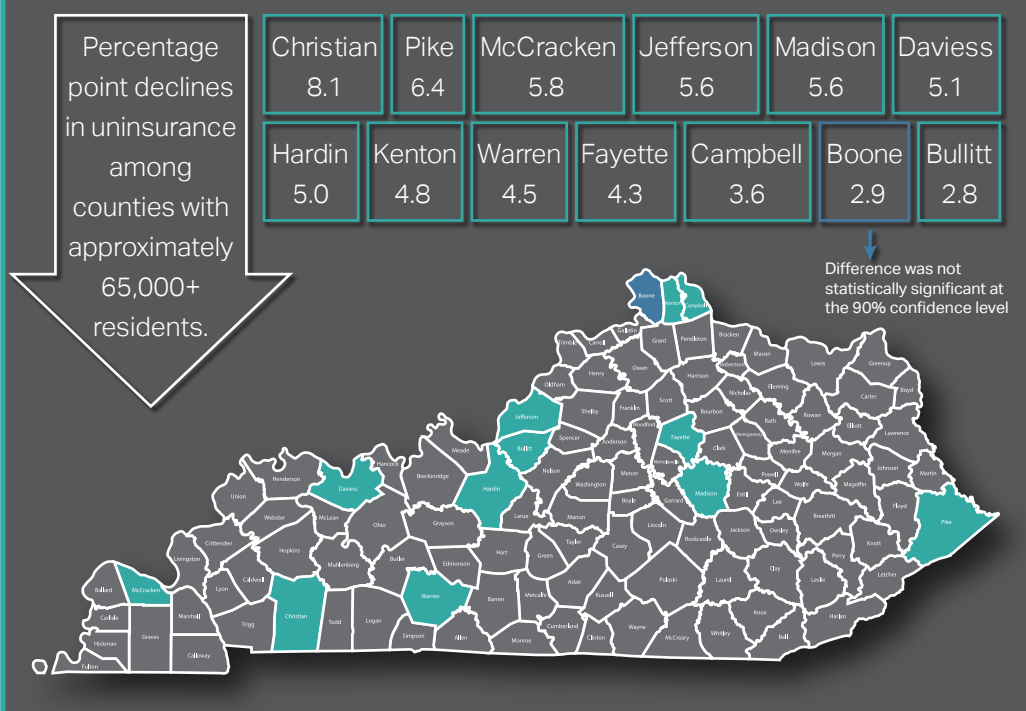 Percentage
point declines
in uninsurance
among
counties with
approximately
65,000+
residents.
Christian
8.1
Pike
6.4
McCracken
5.8
Jefferson
5.6
Madison
5.6
Daviess
5.1
Hardin
5.0
Kenton
4.8
Warren
4.5
Fayette
4.3
Campbell
3.6
Boone
2.9
Bullitt
2.8
Difference was not
statistically significant at
the 90% confidence level
Boone
Kenton
Campbell
Gallatin
Trimble
Carroll
Grant
Pendleton
Bracken
Mason
Robertson
Lewis
Greenup
Owen
Henry
Harrison
Oldham
Nicholas
Fleming
Carter
Boyd
Shelby
Franklin
Scott
Bourbon
Rowan
Jefferson
Bath
Elliott
Woodford
Lawrence
Spencer
Anderson
Fayette
Clark
Montgomery
Menifee
Morgan
Bullitt
Meade
Hancock
Breckinridge
Nelson
Mercer
Washington
Powell
Wolfe
Johnson
Martin
Magoffin
Henderson
Daviess
Hardin
Madison
Estill
Lee
Floyd
Union
Boyle
Garrard
Larue
Marion
Lincoln
Breathitt
Pike
Webster
McLean
Ohio
Grayson
Jackson
Owsley
Rockcastle
Knott
Crittenden
Taylor
Casey
Perry
Hopkins
Hart
Green
Livingston
Muhlenberg
Butler
Edmonson
Clay
Letcher
Caldwell
Adair
Pulaski
Laurel
Leslie
Ballard
McCracken
Lyon
Warren
Barren
Metcalfe
Russell
Carlisle
Marshall
Christian
Todd
Logan
Knox
Harlan
Graves
Trigg
Cumberland
Wayne
Whitley
Hickman
Simpson
Allen
Monroe
Clinton
McCreary
Bell
Calloway
Fulton